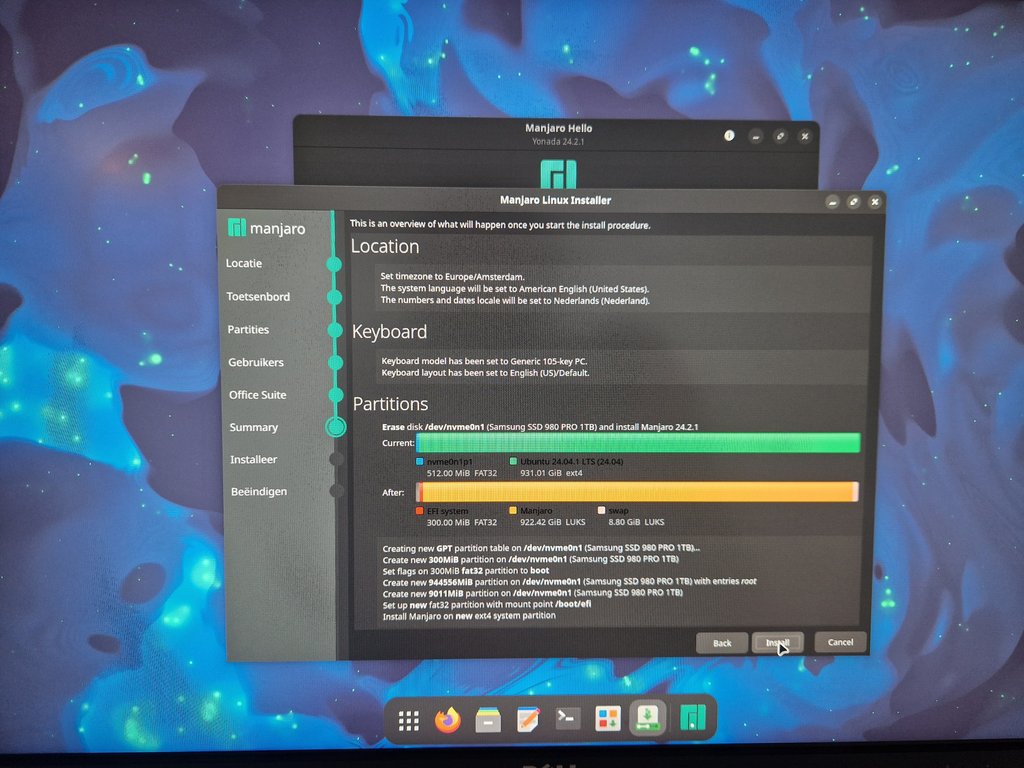 Manjaro Hello
Yonada 24.2.1
Manjaro Linux Installer
manjaro
Locatie
Toetsenbord
Partities
Gebruikers
Office Suite
Summary
Installeer
Beëindigen
This is an overview of what will happen once you start the install procedure.
Location
Set timezone to Europe/Amsterdam.
The system language will be set to American English (United States).
The numbers and dates locale will be set to Nederlands (Nederland).
Keyboard
Keyboard model has been set to Generic 105-key PC.
Keyboard layout has been set to English (US)/Default.
Partitions
Erase disk /dev/nvme0n1 (Samsung SSD 980 PRO 1TB) and install Manjaro 24.2.1
Current:
nvme0n1p1 Ubuntu 24.04.1 LTS (24.04)
512.00 MiB FAT32 931.01 GiB ext4
After:
EFI system Manjaro swap
300.00 MiB FAT32 922.42 GiB LUKS 8.80 GiB LUKS
Creating new GPT partition table on /dev/nvme0n1 (Samsung SSD 980 PRO 1TB)...
Create new 300MiB partition on /dev/nvme0n1 (Samsung SSD 980 PRO 1TB)
Set flags on 300MiB fat32 partition to boot
Create new 944556MiB partition on /dev/nvme0n1 (Samsung SSD 980 PRO 1TB) with entries root
Create new 9011MiB partition on /dev/nvme0n1 (Samsung SSD 980 PRO 1TB)
Set up new fat32 partition with mount point /boot/efi
Install Manjaro on new ext4 system partition
Back Install Cancel